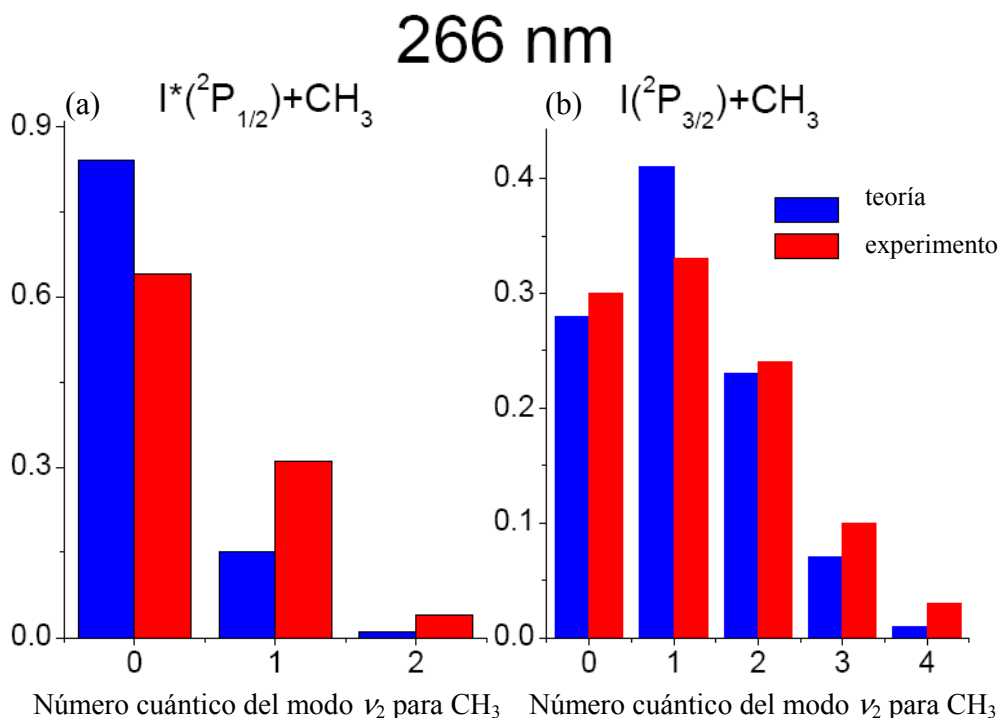 266 nm
(a) I*(²P₁/₂)+CH₃
(b) I(²P₃/₂)+CH₃
0.9
0.6
0.3
0.0
0 1 2
Número cuántico del modo ν₂ para CH₃
0.4
0.3
0.2
0.1
0.0
teoría
experimento
0 1 2 3 4
Número cuántico del modo ν₂ para CH₃